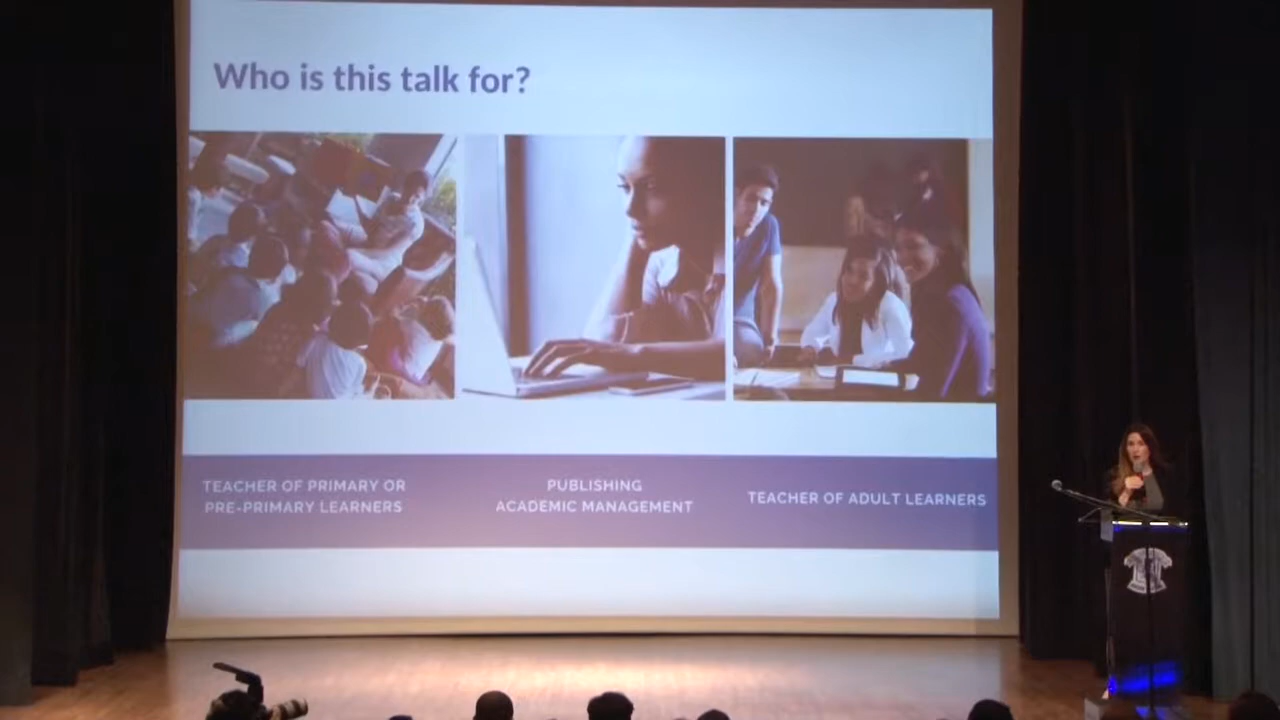 Who is this talk for?
TEACHER OF PRIMARY OR
PRE-PRIMARY LEARNERS
PUBLISHING
ACADEMIC MANAGEMENT
TEACHER OF ADULT LEARNERS